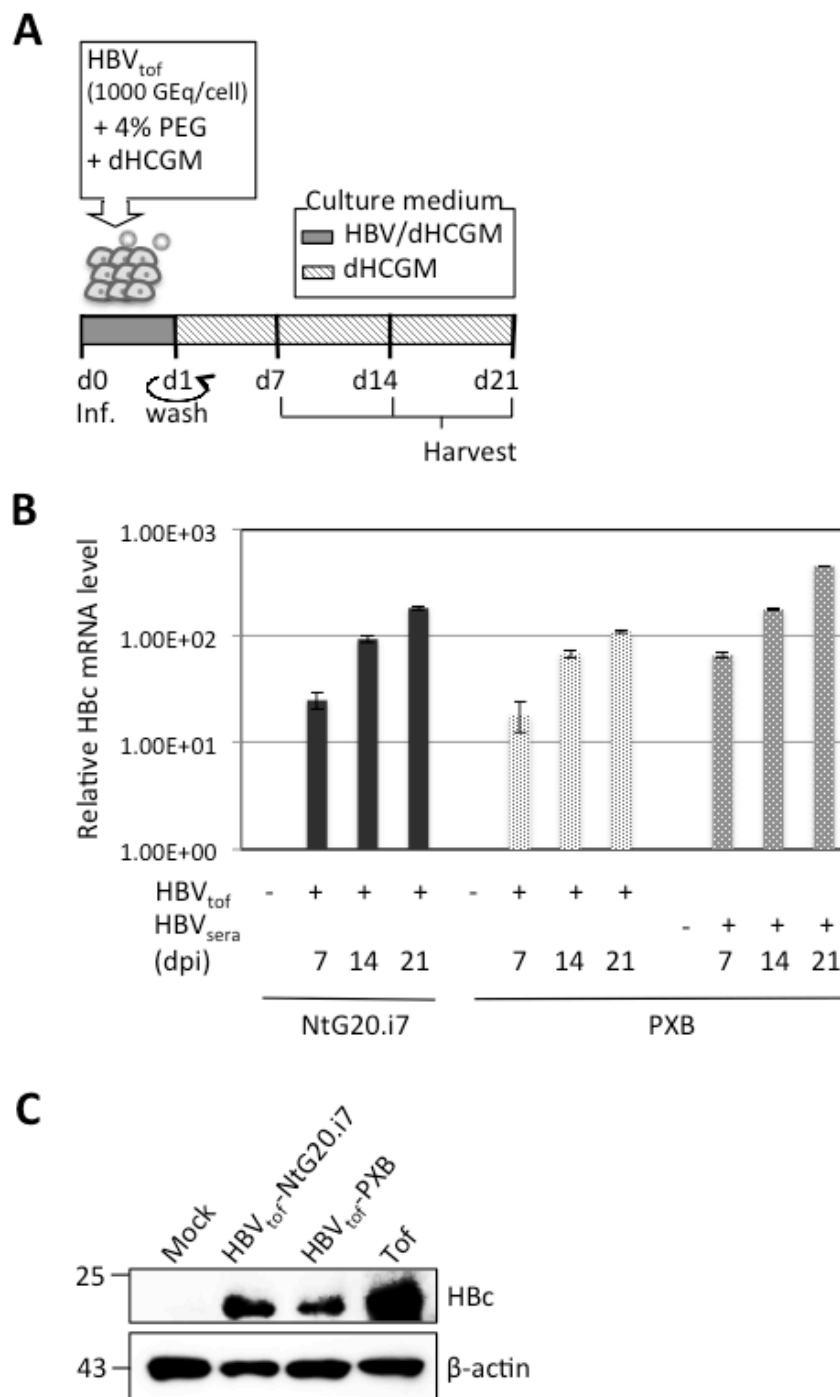 A
HBVtof
(1000 GEq/cell)
+ 4% PEG
+ dHCGM
Culture medium
HBV/dHCGM
dHCGM
d0 d1 d7 d14 d21
Inf. wash
Harvest
B
Relative HBc mRNA level
1.00E+03
1.00E+02
1.00E+01
1.00E+00
HBVtof - + + + - + + +
HBVsera - + + +
(dpi) 7 14 21 7 14 21 7 14 21
NtG20.i7 PXB
C
Mock HBVtof-NtG20.i7 HBVtof-PXB Tof
25 HBc
43 β-actin